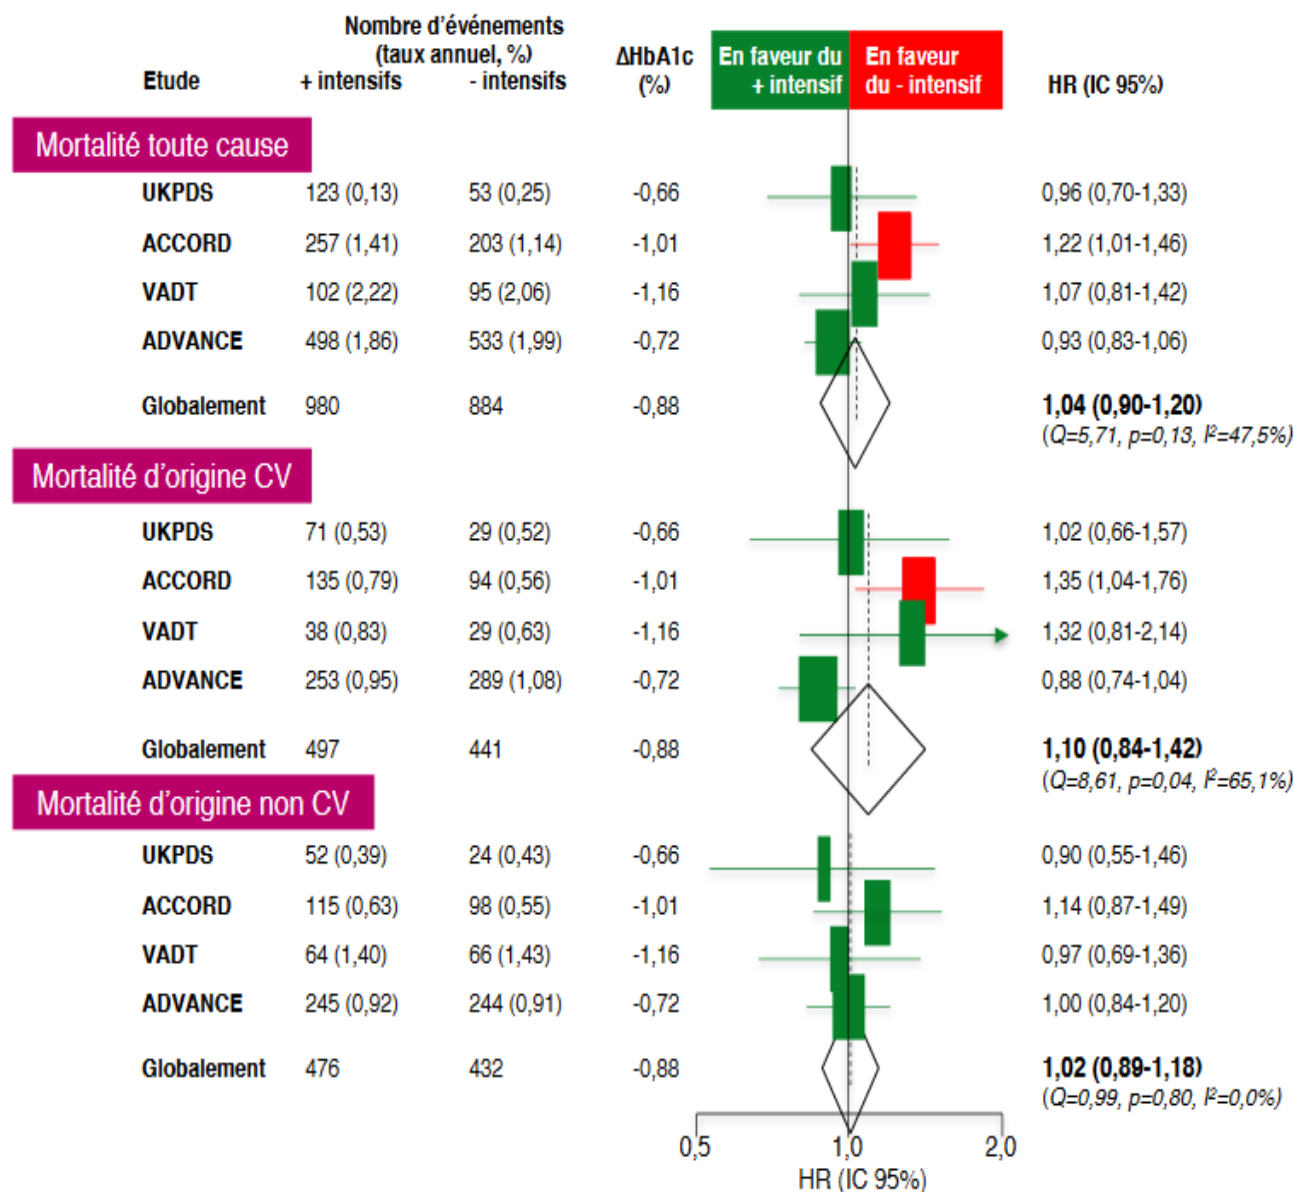 Nombre d'événements
(taux annuel, %)
Etude + intensifs - intensifs ΔHbA1c (%) En faveur du + intensif En faveur du - intensif HR (IC 95%)
Mortalité toute cause
UKPDS 123 (0,13) 53 (0,25) -0,66 0,96 (0,70-1,33)
ACCORD 257 (1,41) 203 (1,14) -1,01 1,22 (1,01-1,46)
VADT 102 (2,22) 95 (2,06) -1,16 1,07 (0,81-1,42)
ADVANCE 498 (1,86) 533 (1,99) -0,72 0,93 (0,83-1,06)
Globalement 980 884 -0,88 1,04 (0,90-1,20)
(Q=5,71, p=0,13, I²=47,5%)
Mortalité d'origine CV
UKPDS 71 (0,53) 29 (0,52) -0,66 1,02 (0,66-1,57)
ACCORD 135 (0,79) 94 (0,56) -1,01 1,35 (1,04-1,76)
VADT 38 (0,83) 29 (0,63) -1,16 1,32 (0,81-2,14)
ADVANCE 253 (0,95) 289 (1,08) -0,72 0,88 (0,74-1,04)
Globalement 497 441 -0,88 1,10 (0,84-1,42)
(Q=8,61, p=0,04, I²=65,1%)
Mortalité d'origine non CV
UKPDS 52 (0,39) 24 (0,43) -0,66 0,90 (0,55-1,46)
ACCORD 115 (0,63) 98 (0,55) -1,01 1,14 (0,87-1,49)
VADT 64 (1,40) 66 (1,43) -1,16 0,97 (0,69-1,36)
ADVANCE 245 (0,92) 244 (0,91) -0,72 1,00 (0,84-1,20)
Globalement 476 432 -0,88 1,02 (0,89-1,18)
(Q=0,99, p=0,80, I²=0,0%)
0,5 1,0 2,0
HR (IC 95%)